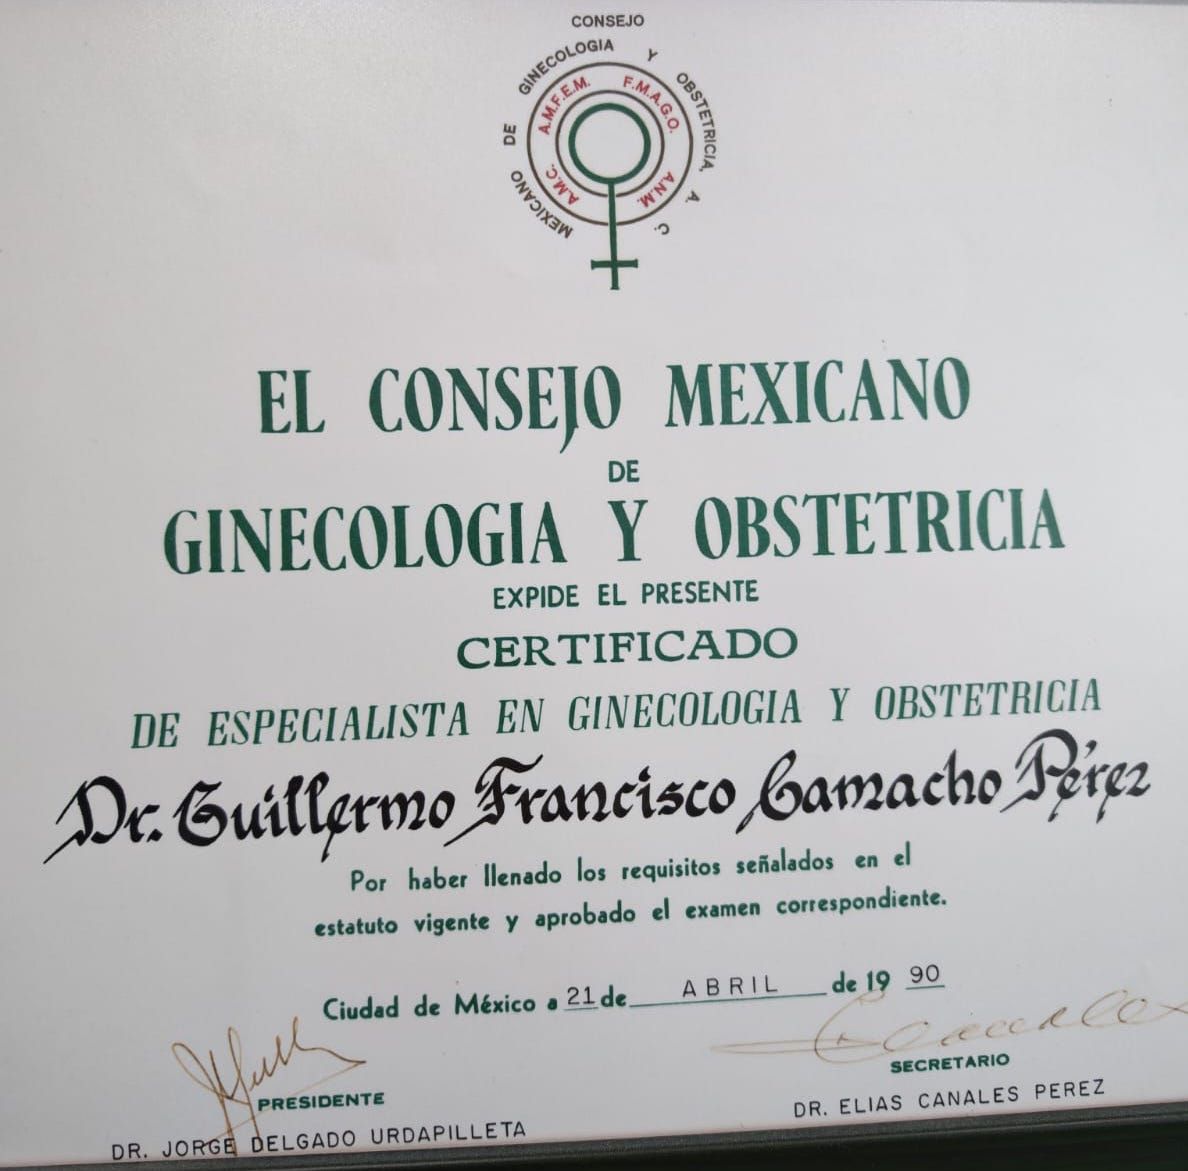 CONSEJO
MEXICANO DE GINECOLOGIA Y OBSTETRICIA, A. C.
A.M.C. A.M.F.E.M. F.M.A.G.O. A.N.M.
EL CONSEJO MEXICANO
DE
GINECOLOGIA Y OBSTETRICIA
EXPIDE EL PRESENTE
CERTIFICADO
DE ESPECIALISTA EN GINECOLOGIA Y OBSTETRICIA
Dr. Guillermo Francisco Camacho Pérez
Por haber llenado los requisitos señalados en el
estatuto vigente y aprobado el examen correspondiente.
Ciudad de México a 21 de ABRIL de 19 90
PRESIDENTE
DR. JORGE DELGADO URDAPILLETA
SECRETARIO
DR. ELIAS CANALES PEREZ